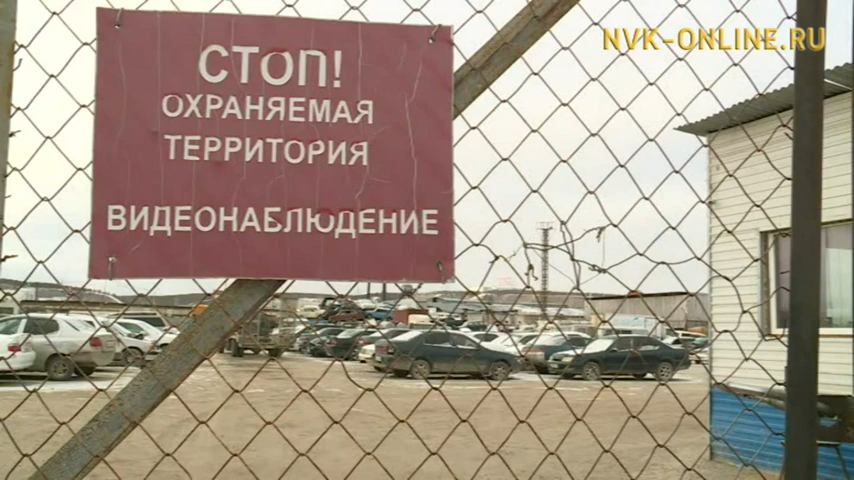 NVK-ONLINE.RU
СТОП!
ОХРАНЯЕМАЯ
ТЕРРИТОРИЯ
ВИДЕОНАБЛЮДЕНИЕ